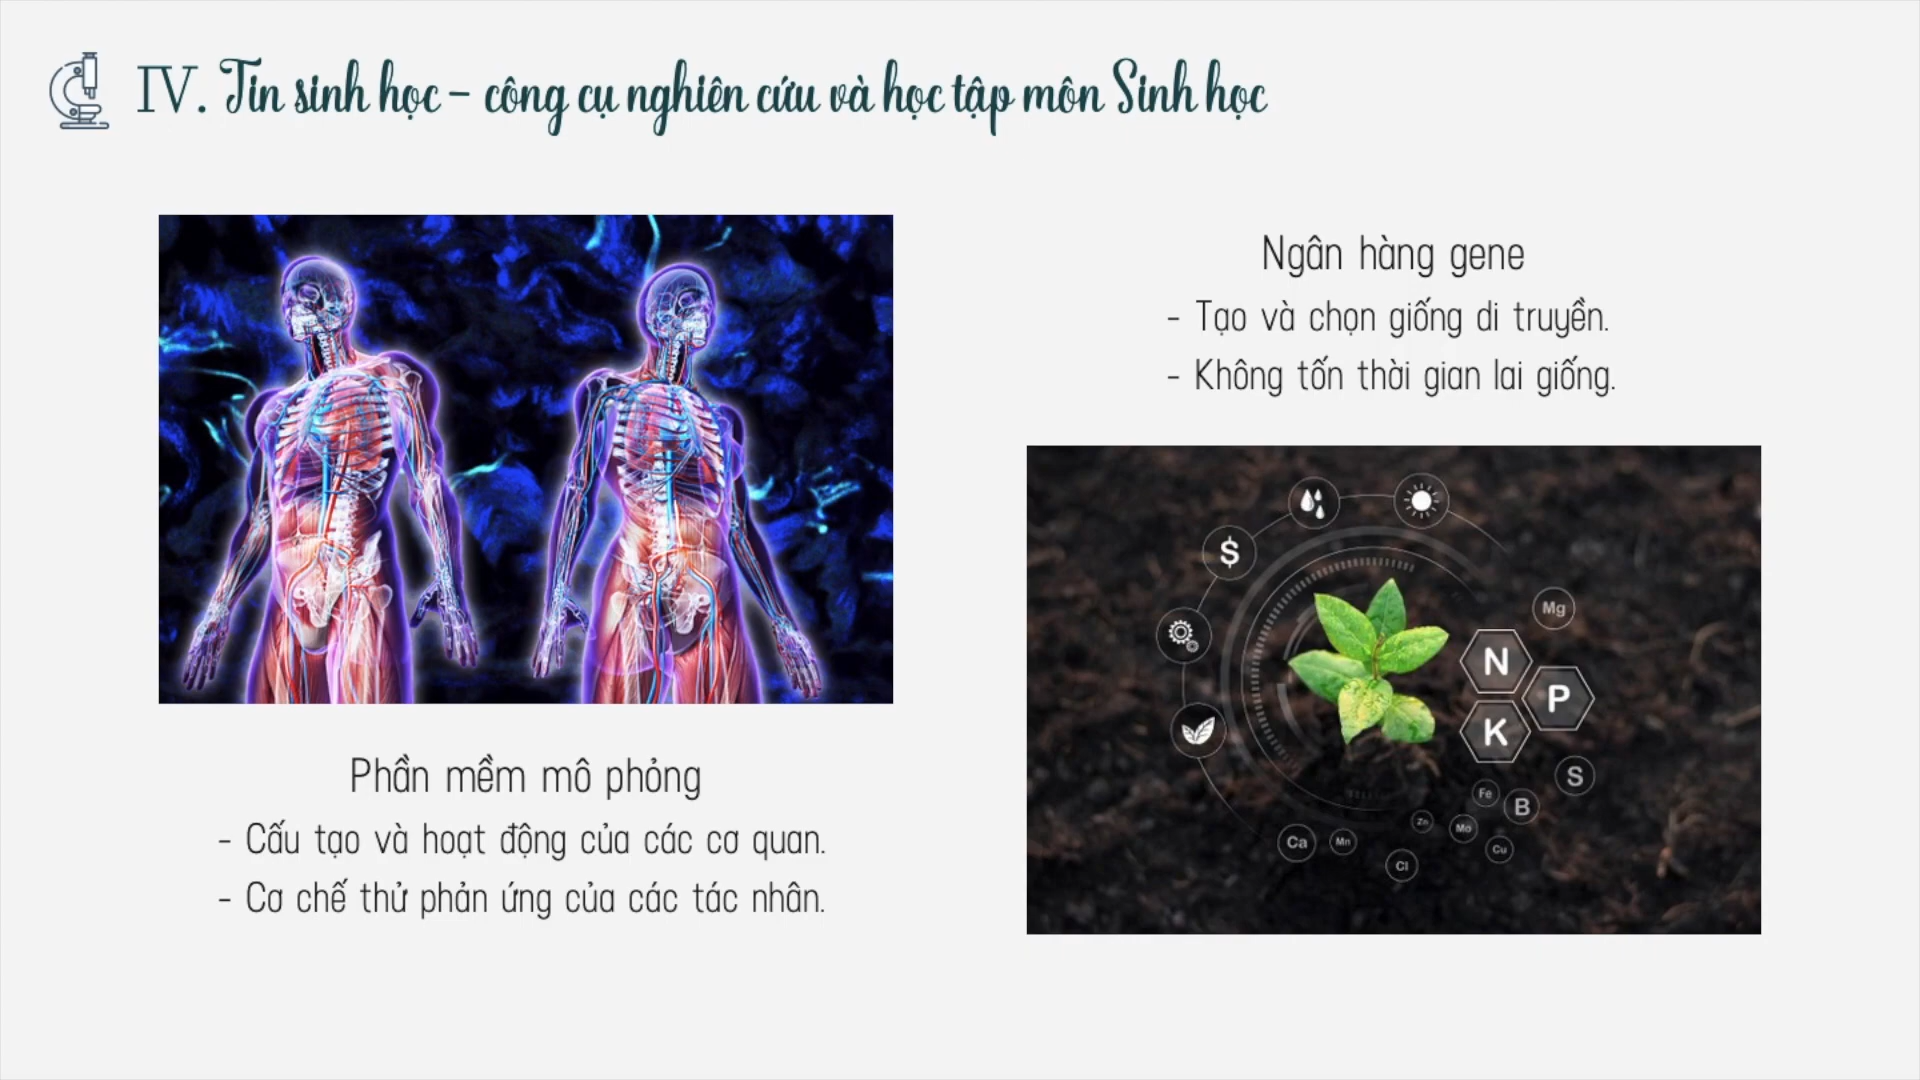 IV. Tin sinh học – công cụ nghiên cứu và học tập môn Sinh học
Phần mềm mô phỏng
- Cấu tạo và hoạt động của các cơ quan.
- Cơ chế thử phản ứng của các tác nhân.
Ngân hàng gene
- Tạo và chọn giống di truyền.
- Không tốn thời gian lai giống.
$
Mg
N
P
K
S
Fe
B
Zn
Mo
Ca
Mn
Cu
Cl